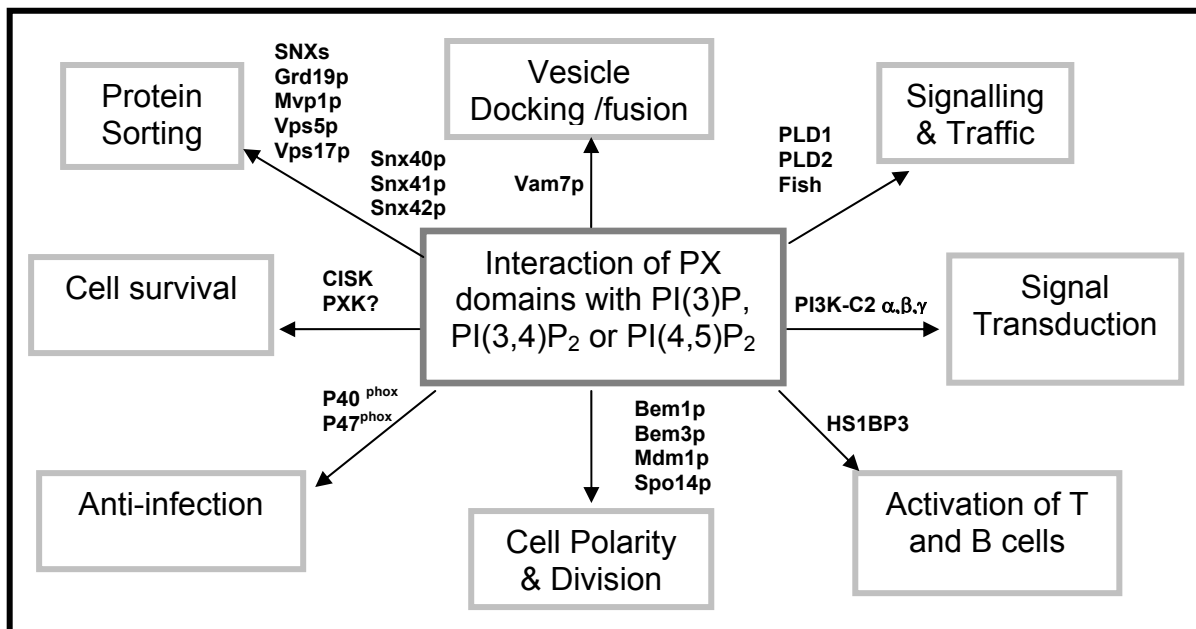 Protein
Sorting
SNXs
Grd19p
Mvp1p
Vps5p
Vps17p
Snx40p
Snx41p
Snx42p
Vesicle
Docking /fusion
Vam7p
PLD1
PLD2
Fish
Signalling
& Traffic
Cell survival
CISK
PXK?
Interaction of PX
domains with PI(3)P,
PI(3,4)P₂ or PI(4,5)P₂
PI3K-C2 α,β,γ
Signal
Transduction
P40 ᵖʰᵒˣ
P47ᵖʰᵒˣ
Anti-infection
Bem1p
Bem3p
Mdm1p
Spo14p
Cell Polarity
& Division
HS1BP3
Activation of T
and B cells